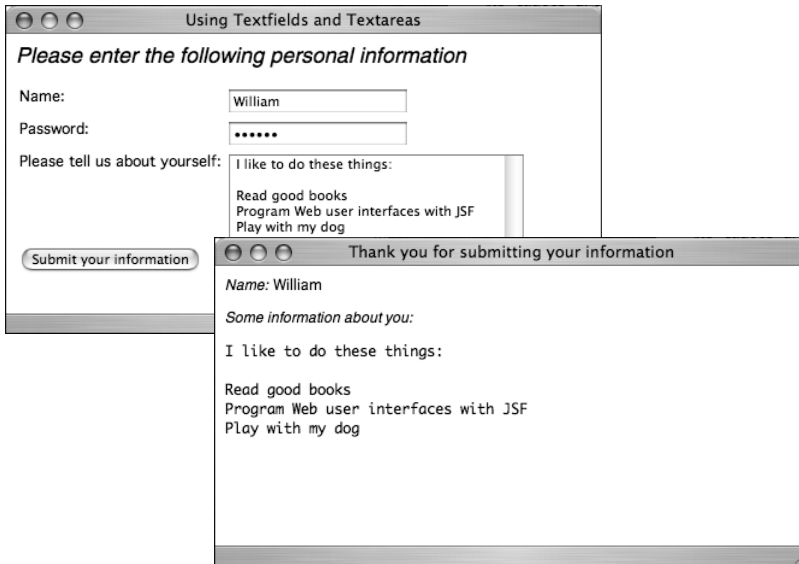 Using Textfields and Textareas
Please enter the following personal information
Name:
William
Password:
••••••
Please tell us about yourself:
I like to do these things:
Read good books
Program Web user interfaces with JSF
Play with my dog
Submit your information
Thank you for submitting your information
Name: William
Some information about you:
I like to do these things:
Read good books
Program Web user interfaces with JSF
Play with my dog